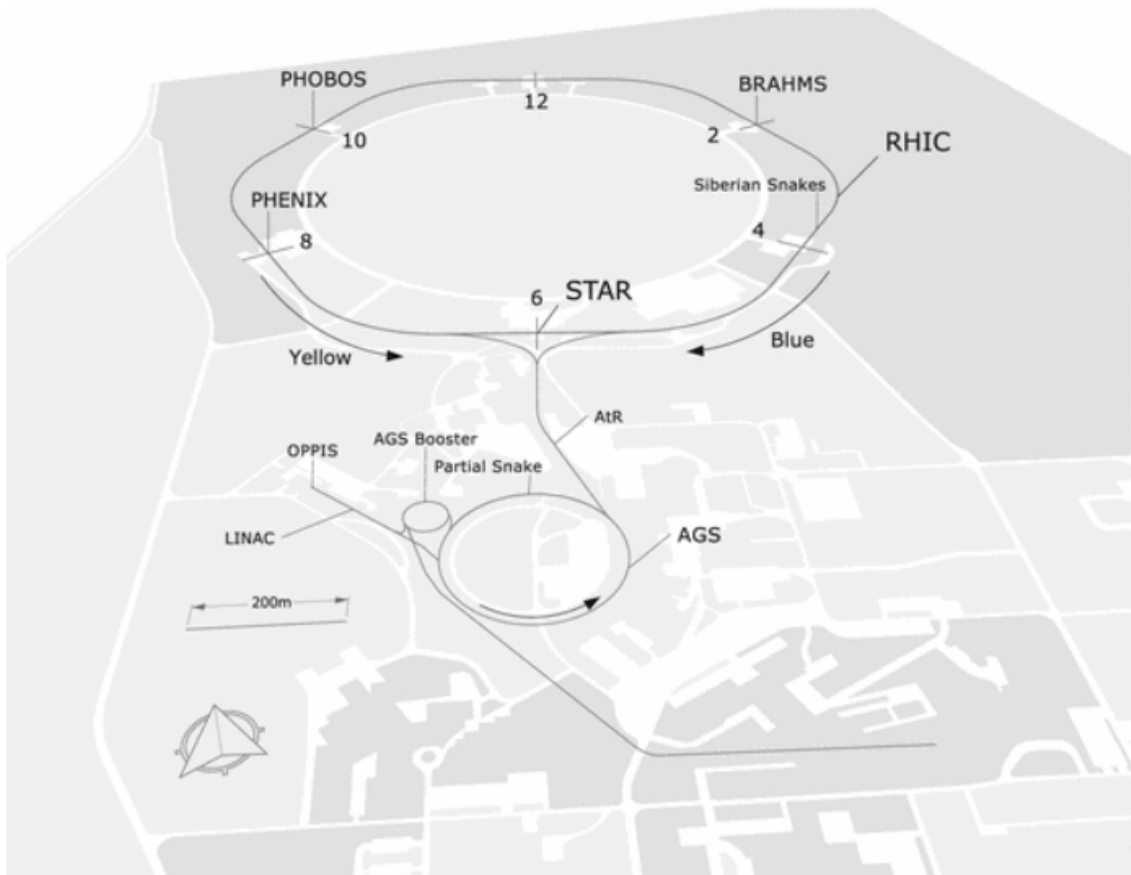 PHOBOS
12
BRAHMS
10
2
RHIC
Siberian Snakes
PHENIX
8
4
6
STAR
Yellow
Blue
AtR
AGS Booster
OPPIS
Partial Snake
LINAC
AGS
200m